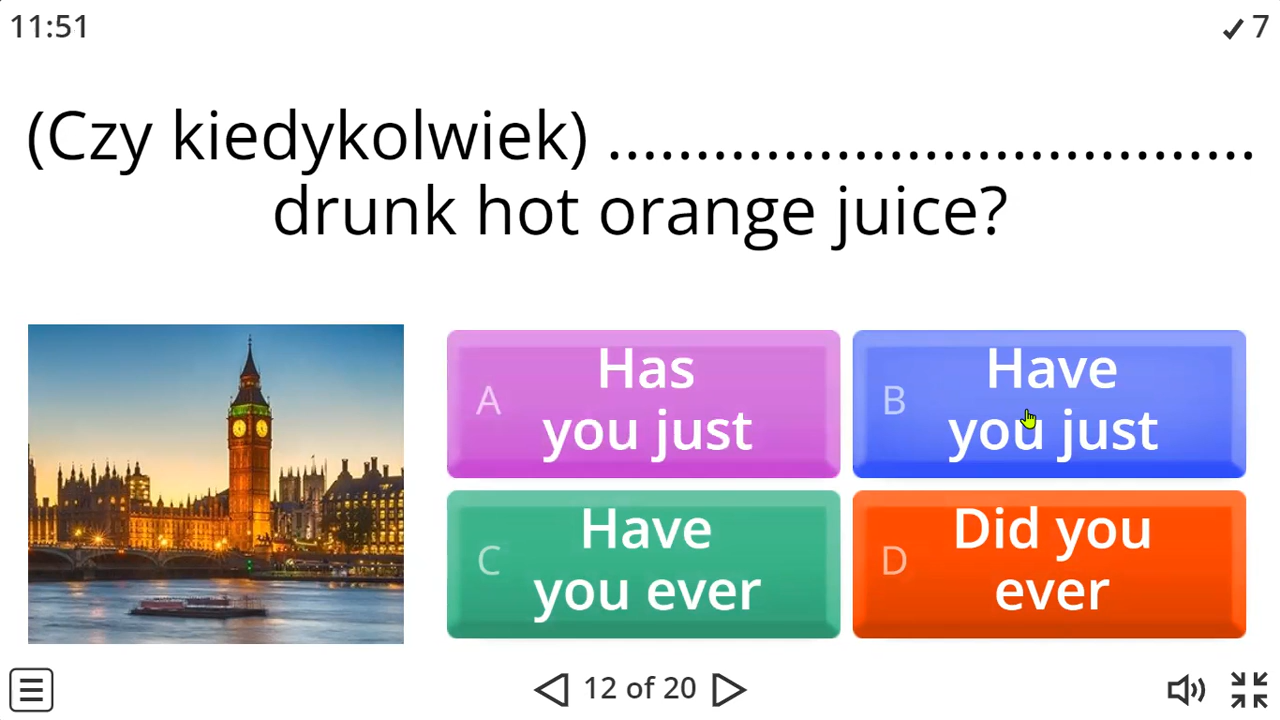 11:51
✓ 7
(Czy kiedykolwiek) .....................................
drunk hot orange juice?
A
Has
you just
B
Have
you just
C
Have
you ever
D
Did you
ever
12 of 20